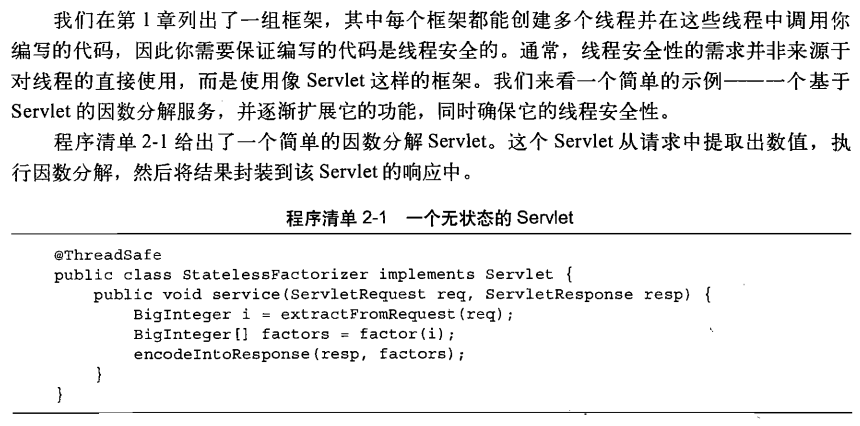 我们在第 1 章列出了一组框架，其中每个框架都能创建多个线程并在这些线程中调用你
编写的代码，因此你需要保证编写的代码是线程安全的。通常，线程安全性的需求并非来源于
对线程的直接使用，而是使用像 Servlet 这样的框架。我们来看一个简单的示例——一个基于
Servlet 的因数分解服务，并逐渐扩展它的功能，同时确保它的线程安全性。
程序清单 2-1 给出了一个简单的因数分解 Servlet。这个 Servlet 从请求中提取出数值，执
行因数分解，然后将结果封装到该 Servlet 的响应中。
程序清单 2-1　一个无状态的 Servlet
@ThreadSafe
public class StatelessFactorizer implements Servlet {
    public void service(ServletRequest req, ServletResponse resp) {
        BigInteger i = extractFromRequest(req);
        BigInteger[] factors = factor(i);
        encodeIntoResponse(resp, factors);
    }
}